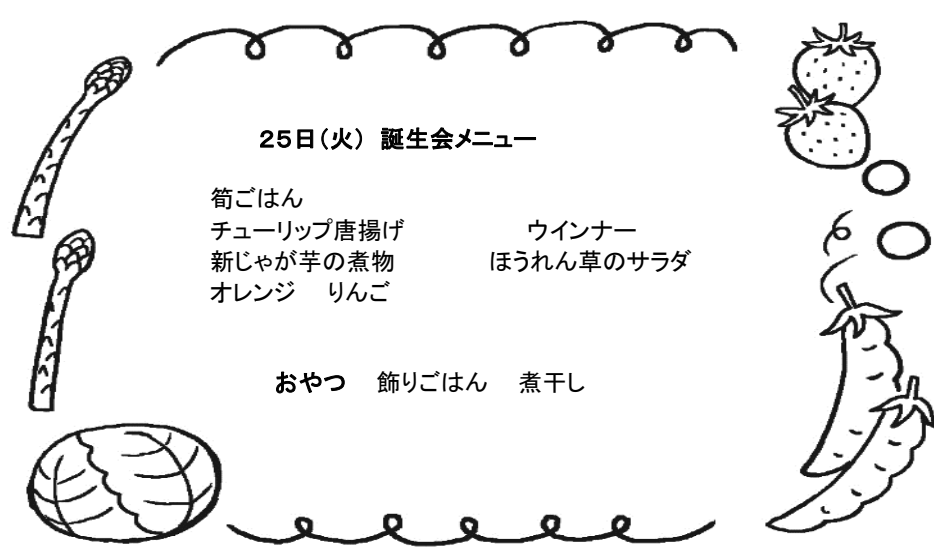 25日(火) 誕生会メニュー
筍ごはん
チューリップ唐揚げ ウインナー
新じゃが芋の煮物 ほうれん草のサラダ
オレンジ りんご
おやつ 飾りごはん 煮干し